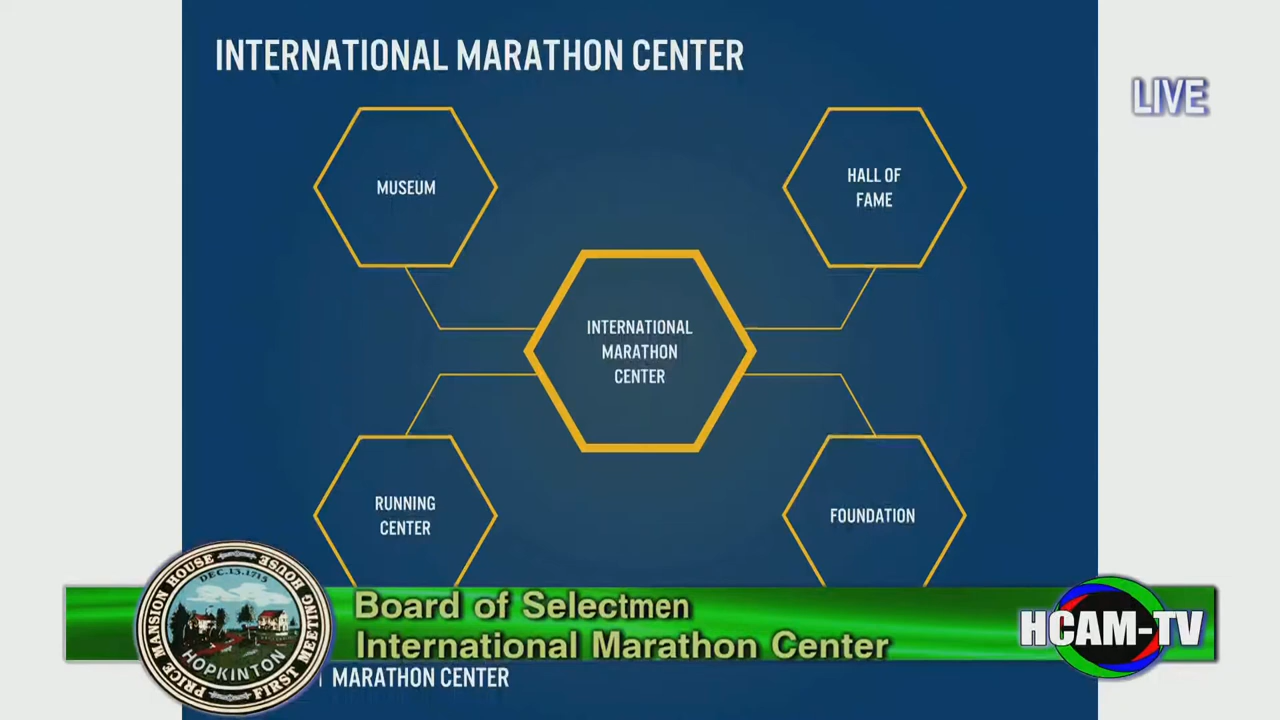 INTERNATIONAL MARATHON CENTER
LIVE
MUSEUM
HALL OF
FAME
INTERNATIONAL
MARATHON
CENTER
RUNNING
CENTER
FOUNDATION
PRICE MANSION HOUSE
FIRST MEETING HOUSE
DEC. 13. 1715
HOPKINTON
Board of Selectmen
International Marathon Center
HCAM-TV
MARATHON CENTER